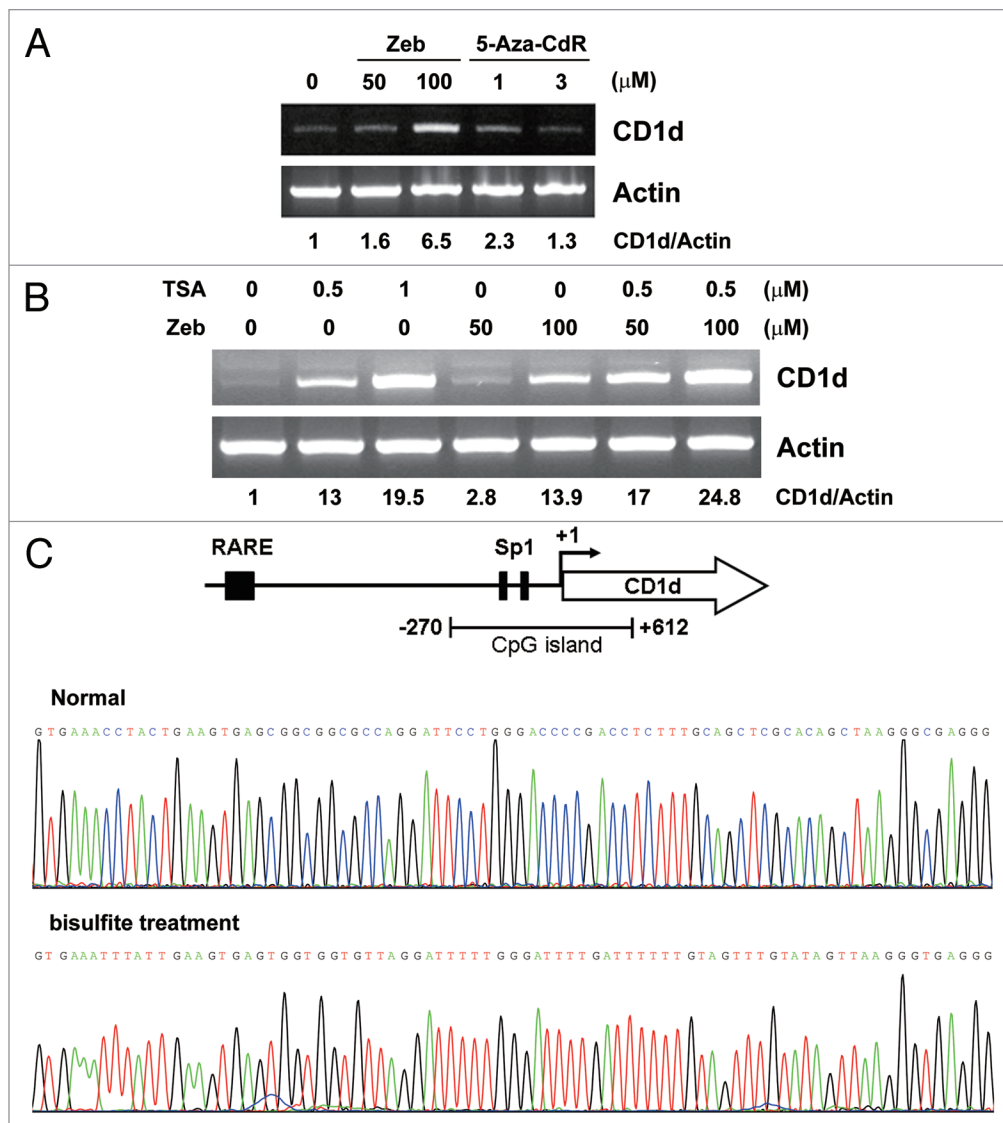 A
Zeb 5-Aza-CdR
0 50 100 1 3 (μM)
CD1d
Actin
1 1.6 6.5 2.3 1.3 CD1d/Actin
B
TSA 0 0.5 1 0 0 0.5 0.5 (μM)
Zeb 0 0 0 50 100 50 100 (μM)
CD1d
Actin
1 13 19.5 2.8 13.9 17 24.8 CD1d/Actin
C
RARE Sp1 +1
CD1d
-270 +612
CpG island
Normal
GTGAAACCTACTGAAGTGAGCGGCGGCGCCAGGATTCCTGGGACCCCGACCTCTTTGCAGCTCGCACAGCTAAGGGCGAGGG
bisulfite treatment
GTGAAATTTATTGAAGTGAGTGGTGGTGTTAGGATTTTTGGGATTTTGATTTTTTTGTAGTTTGTATAGTTAAGGGTGAGGG